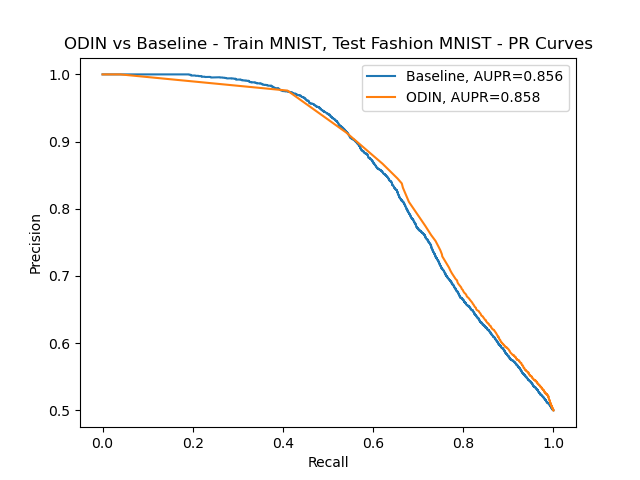 ODIN vs Baseline - Train MNIST, Test Fashion MNIST - PR Curves
Baseline, AUPR=0.856
ODIN, AUPR=0.858
Precision
1.0
0.9
0.8
0.7
0.6
0.5
0.0 0.2 0.4 0.6 0.8 1.0
Recall